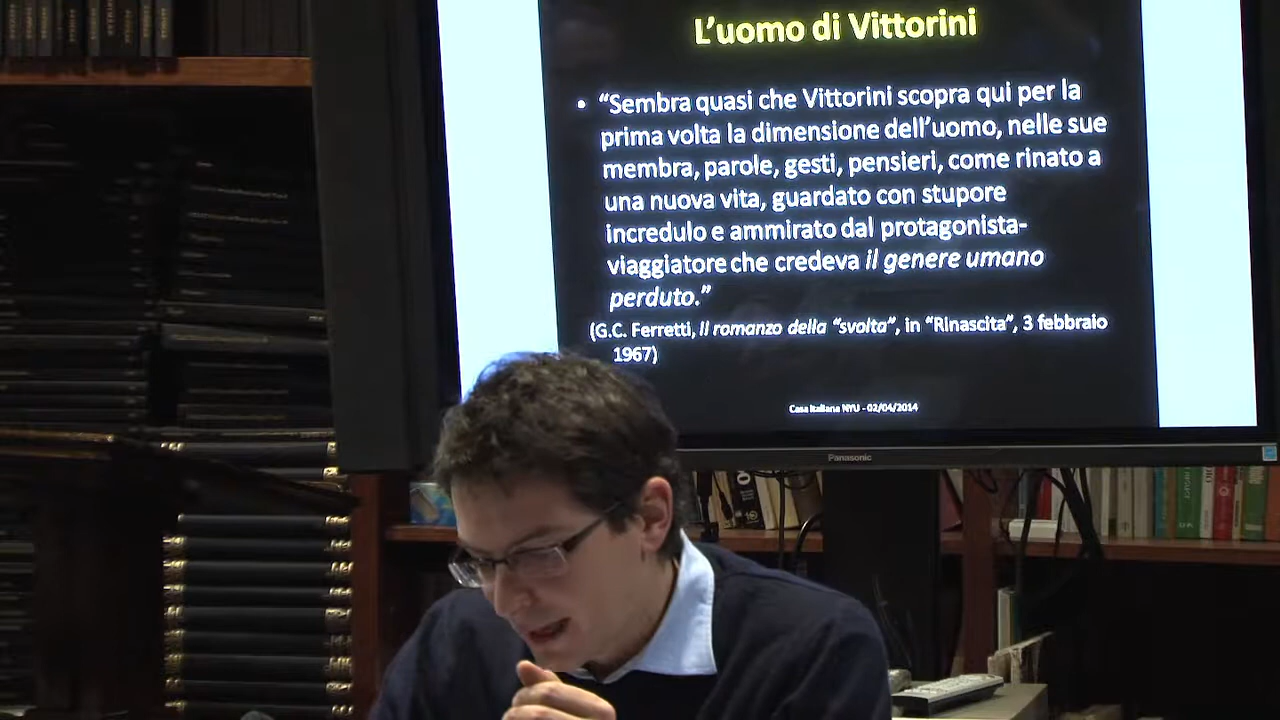 L'uomo di Vittorini
• "Sembra quasi che Vittorini scopra qui per la
prima volta la dimensione dell'uomo, nelle sue
membra, parole, gesti, pensieri, come rinato a
una nuova vita, guardato con stupore
incredulo e ammirato dal protagonista-
viaggiatore che credeva il genere umano
perduto."
(G.C. Ferretti, Il romanzo della "svolta", in "Rinascita", 3 febbraio
1967)
Casa Italiana NYU - 02/04/2014
Panasonic